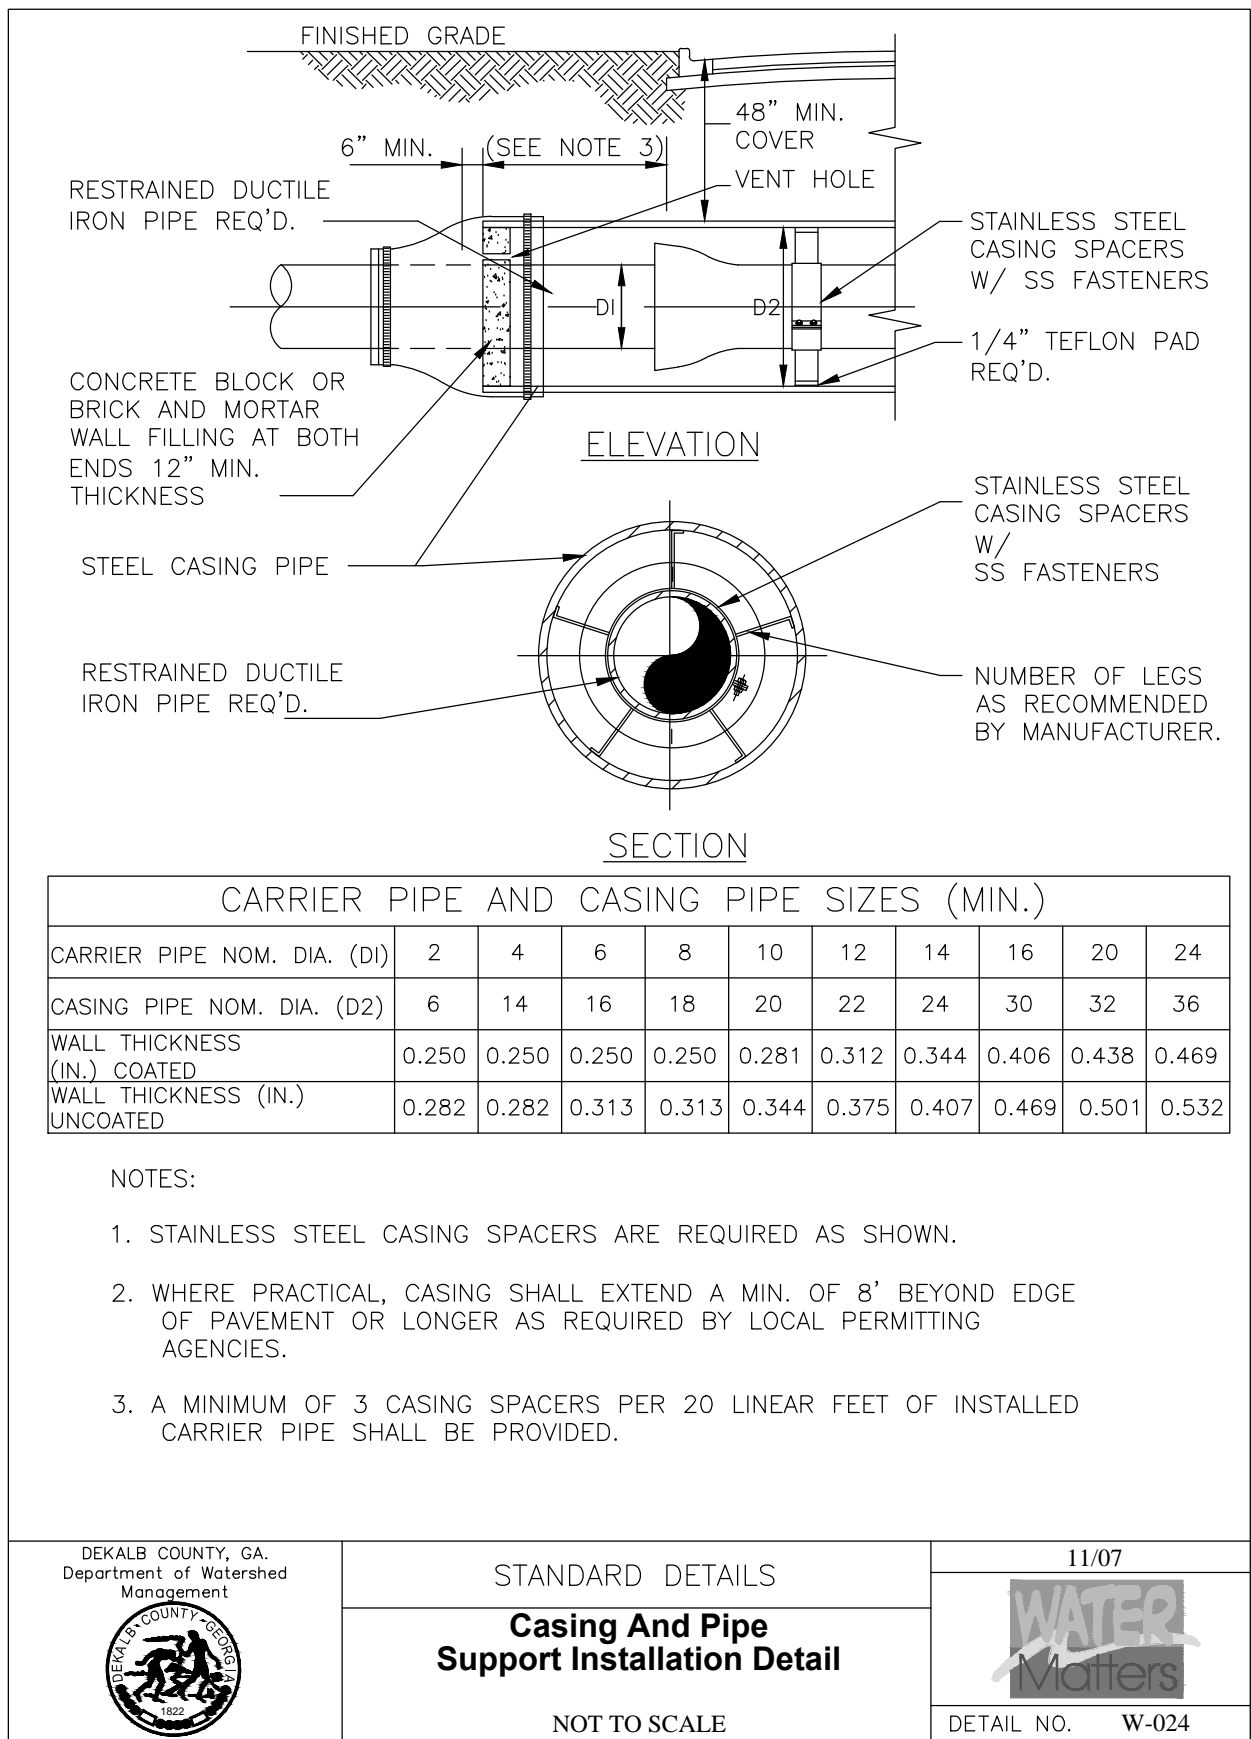 FINISHED GRADE
48” MIN.
COVER
6” MIN.
(SEE NOTE 3)
VENT HOLE
RESTRAINED DUCTILE
IRON PIPE REQ’D.
STAINLESS STEEL
CASING SPACERS
W/ SS FASTENERS
DI
D2
1/4” TEFLON PAD
REQ’D.
CONCRETE BLOCK OR
BRICK AND MORTAR
WALL FILLING AT BOTH
ENDS 12” MIN.
THICKNESS
ELEVATION
STAINLESS STEEL
CASING SPACERS
W/
SS FASTENERS
STEEL CASING PIPE
RESTRAINED DUCTILE
IRON PIPE REQ’D.
NUMBER OF LEGS
AS RECOMMENDED
BY MANUFACTURER.
SECTION
CARRIER PIPE AND CASING PIPE SIZES (MIN.)
CARRIER PIPE NOM. DIA. (DI) 2 4 6 8 10 12 14 16 20 24
CASING PIPE NOM. DIA. (D2) 6 14 16 18 20 22 24 30 32 36
WALL THICKNESS
(IN.) COATED 0.250 0.250 0.250 0.250 0.281 0.312 0.344 0.406 0.438 0.469
WALL THICKNESS (IN.)
UNCOATED 0.282 0.282 0.313 0.313 0.344 0.375 0.407 0.469 0.501 0.532
NOTES:
1. STAINLESS STEEL CASING SPACERS ARE REQUIRED AS SHOWN.
2. WHERE PRACTICAL, CASING SHALL EXTEND A MIN. OF 8’ BEYOND EDGE
OF PAVEMENT OR LONGER AS REQUIRED BY LOCAL PERMITTING
AGENCIES.
3. A MINIMUM OF 3 CASING SPACERS PER 20 LINEAR FEET OF INSTALLED
CARRIER PIPE SHALL BE PROVIDED.
DEKALB COUNTY, GA.
Department of Watershed
Management
DEKALB COUNTY GEORGIA
1822
STANDARD DETAILS
Casing And Pipe
Support Installation Detail
NOT TO SCALE
11/07
WATER
Matters
DETAIL NO. W-024